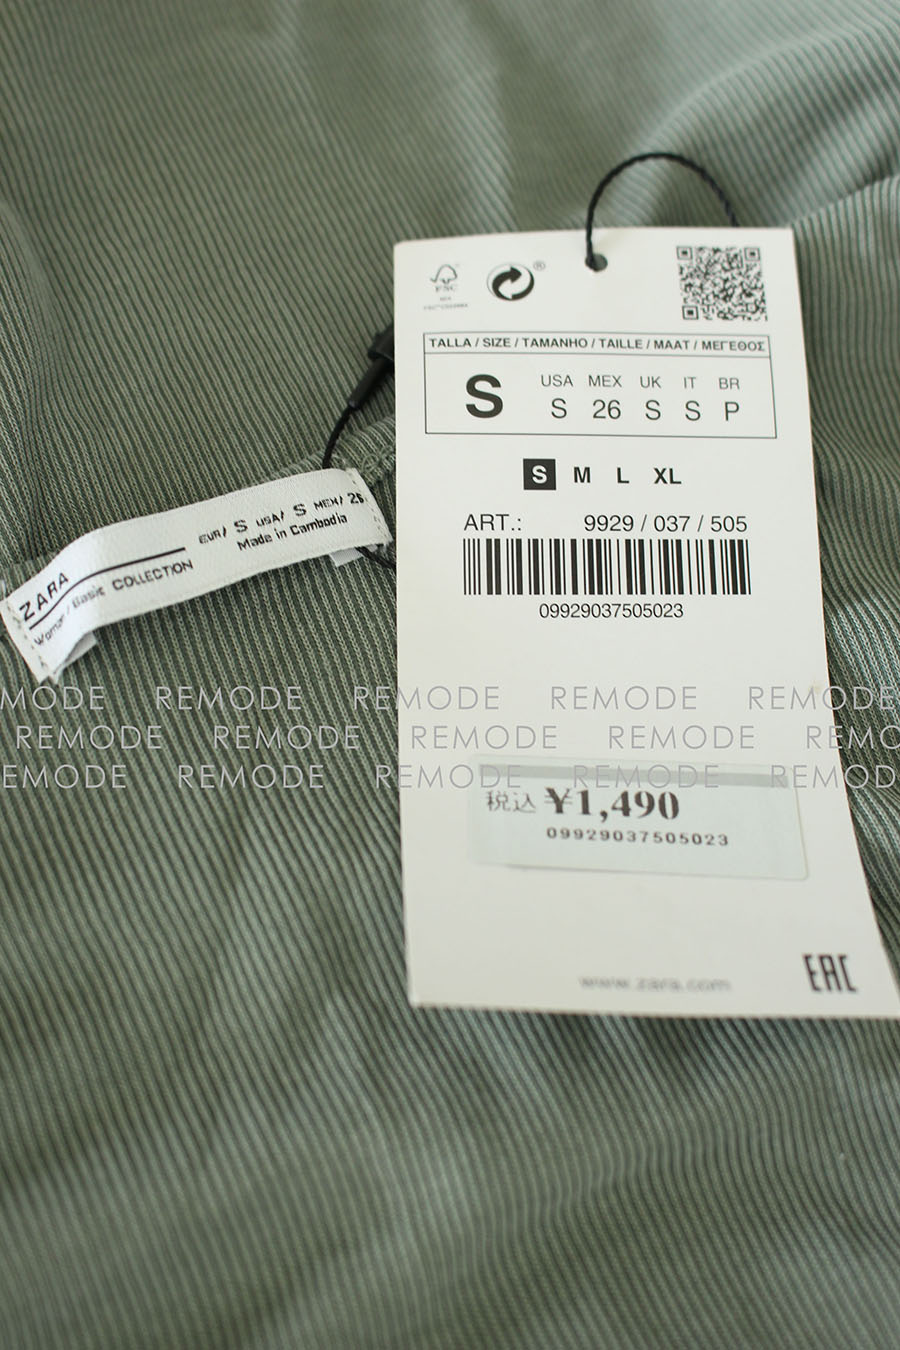 FSC
®
TALLA / SIZE / TAMANHO / TAILLE / MAAT / ΜΕΓΕΘΟΣ
S
USA MEX UK IT BR
S 26 S S P
S M L XL
ART.: 9929 / 037 / 505
09929037505023
ZARA
Woman / Basic COLLECTION
EUR/ S USA/ S MEX/ 26
Made in Cambodia
MODE REMODE REMODE REMODE REMODE
REMODE REMODE REMODE REMODE REMO
EMODE REMODE REMODE REMODE REMOD
税込 ¥1,490
09929037505023
www.zara.com
EAC